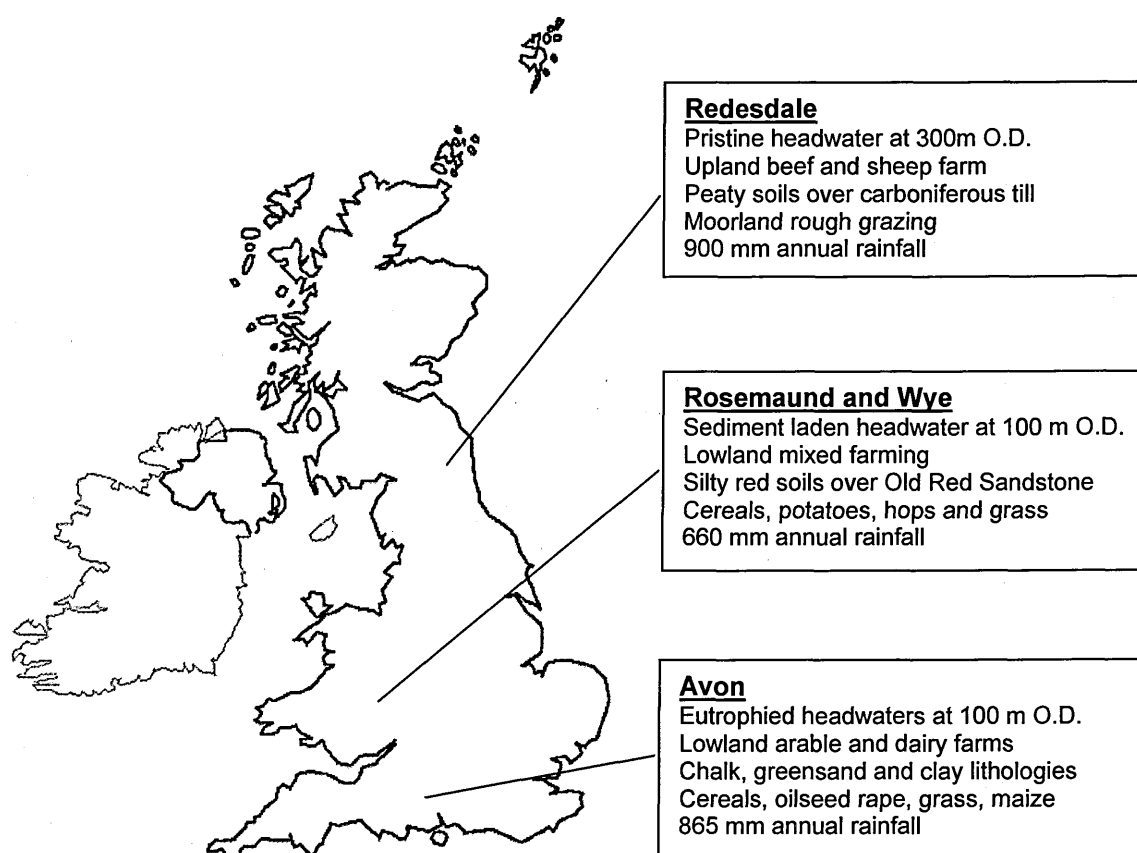 Redesdale
Pristine headwater at 300m O.D.
Upland beef and sheep farm
Peaty soils over carboniferous till
Moorland rough grazing
900 mm annual rainfall
Rosemaund and Wye
Sediment laden headwater at 100 m O.D.
Lowland mixed farming
Silty red soils over Old Red Sandstone
Cereals, potatoes, hops and grass
660 mm annual rainfall
Avon
Eutrophied headwaters at 100 m O.D.
Lowland arable and dairy farms
Chalk, greensand and clay lithologies
Cereals, oilseed rape, grass, maize
865 mm annual rainfall